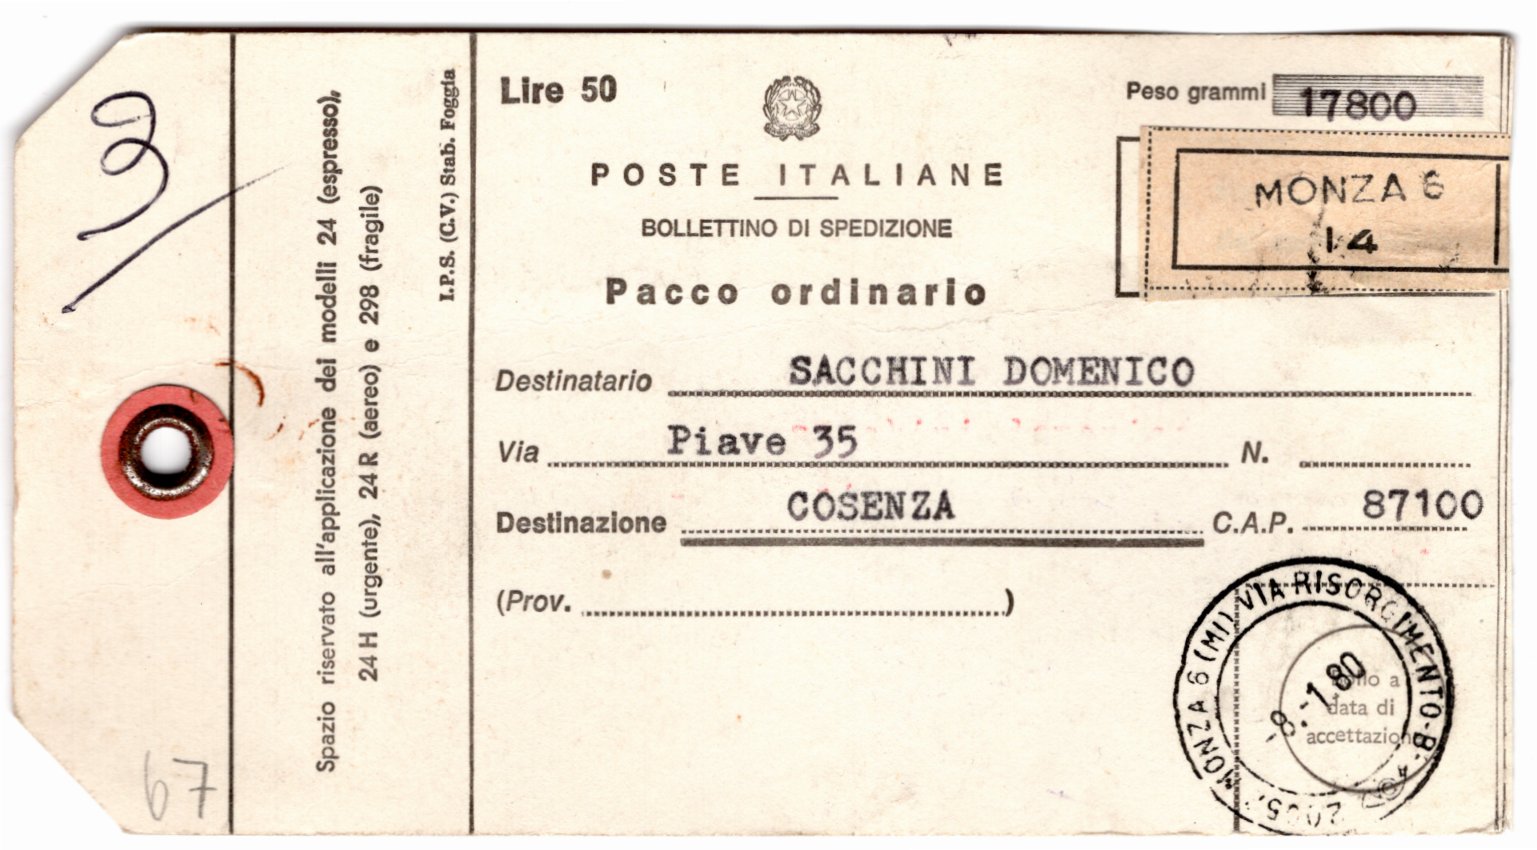 3/
67
Spazio riservato all'applicazione dei modelli 24 (espresso),
24 H (urgente), 24 R (aereo) e 298 (fragile)
I.P.S. (C.V.) Stab. Foggia
Lire 50
Peso grammi 17800
MONZA 6
14
POSTE ITALIANE
BOLLETTINO DI SPEDIZIONE
Pacco ordinario
Destinatario SACCHINI DOMENICO
Via Piave 35 N.
Destinazione COSENZA C.A.P. 87100
(Prov. )
MONZA 6 (MI) VIA RISORGIMENTO-B-4
-8.-1.80
data di
accettazione